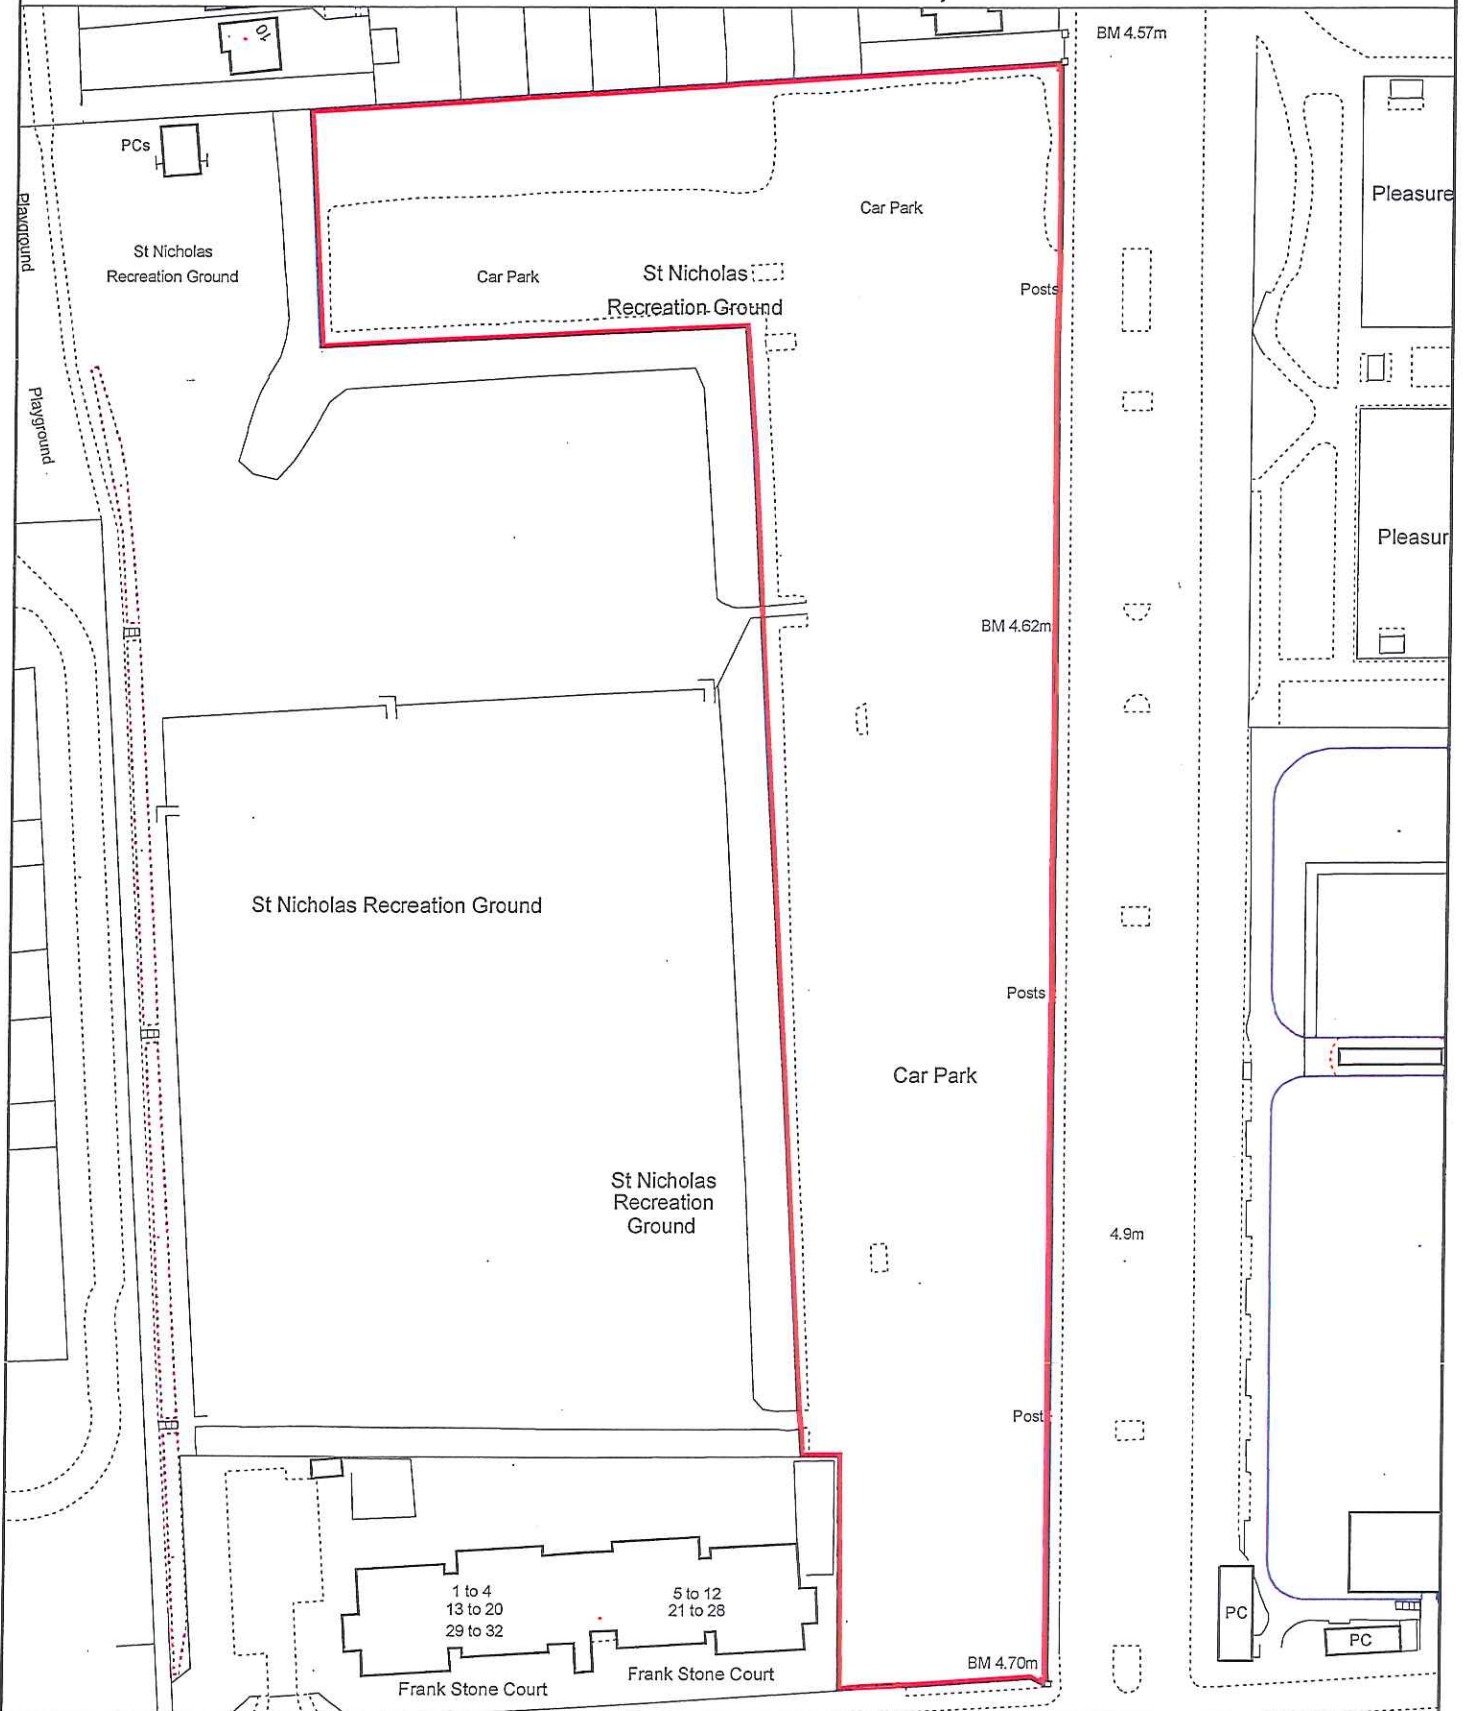 BM 4.57m
10
PCs
Pleasure
Playground
Car Park
St Nicholas
Recreation Ground
Car Park
St Nicholas
Recreation Ground
Posts
Playground
Pleasur
BM 4.62m
St Nicholas Recreation Ground
Posts
Car Park
St Nicholas
Recreation
Ground
4.9m
Post
1 to 4
13 to 20
29 to 32
5 to 12
21 to 28
PC
PC
BM 4.70m
Frank Stone Court
Frank Stone Court